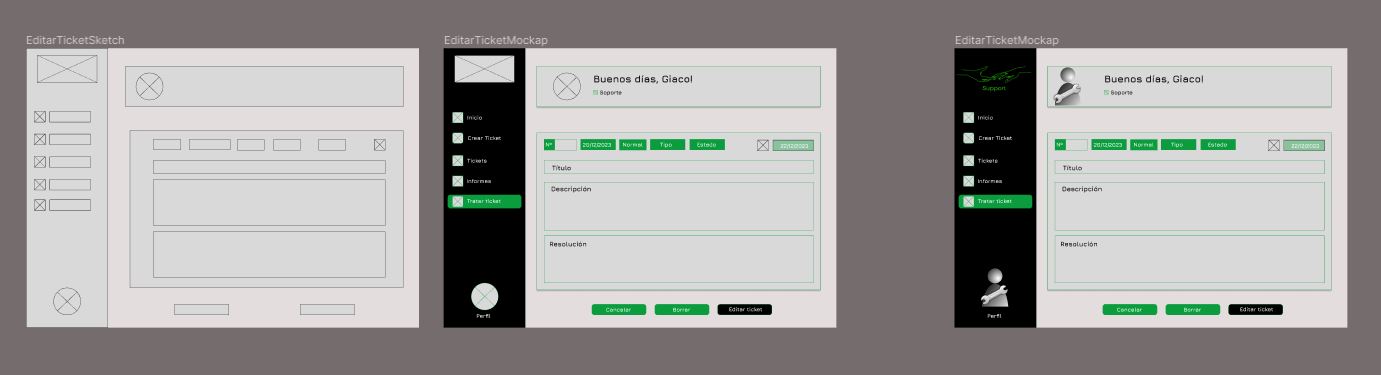 EditarTicketSketch
EditarTicketMockap
Buenos días, Giacol
Soporte
Inicio
Crear Ticket
Tickets
Informes
Tratar ticket
Perfil
Nº
20/12/2023
Normal
Tipo
Estado
22/12/2023
Título
Descripción
Resolución
Cancelar
Borrar
Editar ticket
EditarTicketMockap
Support
Buenos días, Giacol
Soporte
Inicio
Crear Ticket
Tickets
Informes
Tratar ticket
Perfil
Nº
20/12/2023
Normal
Tipo
Estado
22/12/2023
Título
Descripción
Resolución
Cancelar
Borrar
Editar ticket